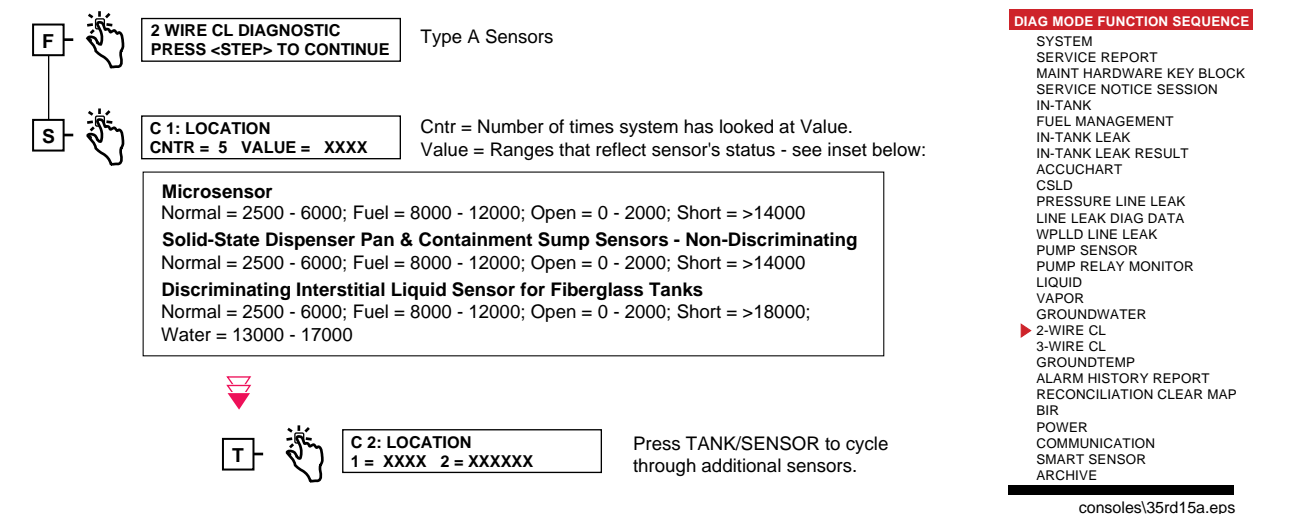 F
2 WIRE CL DIAGNOSTIC
PRESS <STEP> TO CONTINUE
Type A Sensors
S
C 1: LOCATION
CNTR = 5 VALUE = XXXX
Cntr = Number of times system has looked at Value.
Value = Ranges that reflect sensor's status - see inset below:
Microsensor
Normal = 2500 - 6000; Fuel = 8000 - 12000; Open = 0 - 2000; Short = >14000
Solid-State Dispenser Pan & Containment Sump Sensors - Non-Discriminating
Normal = 2500 - 6000; Fuel = 8000 - 12000; Open = 0 - 2000; Short = >14000
Discriminating Interstitial Liquid Sensor for Fiberglass Tanks
Normal = 2500 - 6000; Fuel = 8000 - 12000; Open = 0 - 2000; Short = >18000;
Water = 13000 - 17000
T
C 2: LOCATION
1 = XXXX 2 = XXXXXX
Press TANK/SENSOR to cycle
through additional sensors.
DIAG MODE FUNCTION SEQUENCE
SYSTEM
SERVICE REPORT
MAINT HARDWARE KEY BLOCK
SERVICE NOTICE SESSION
IN-TANK
FUEL MANAGEMENT
IN-TANK LEAK
IN-TANK LEAK RESULT
ACCUCHART
CSLD
PRESSURE LINE LEAK
LINE LEAK DIAG DATA
WPLLD LINE LEAK
PUMP SENSOR
PUMP RELAY MONITOR
LIQUID
VAPOR
GROUNDWATER
2-WIRE CL
3-WIRE CL
GROUNDTEMP
ALARM HISTORY REPORT
RECONCILIATION CLEAR MAP
BIR
POWER
COMMUNICATION
SMART SENSOR
ARCHIVE
consoles\35rd15a.eps